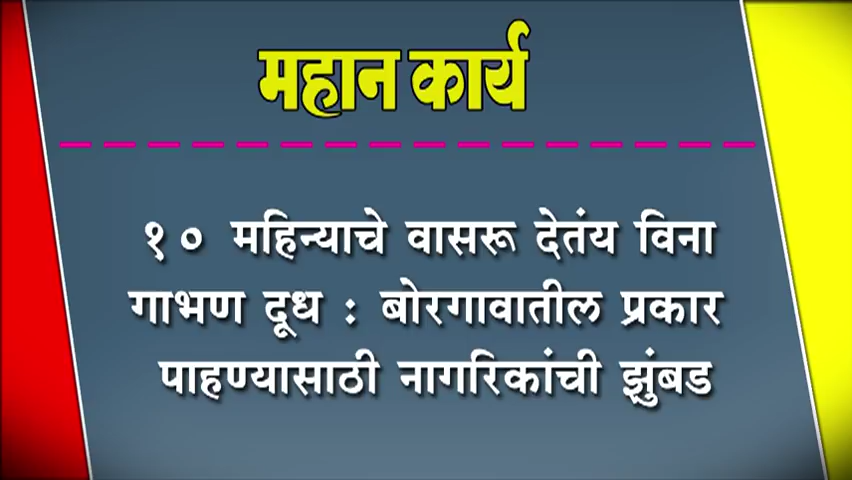 महान कार्य
१० महिन्याचे वासरू देतंय विना
गाभण दूध : बोरगावातील प्रकार
पाहण्यासाठी नागरिकांची झुंबड